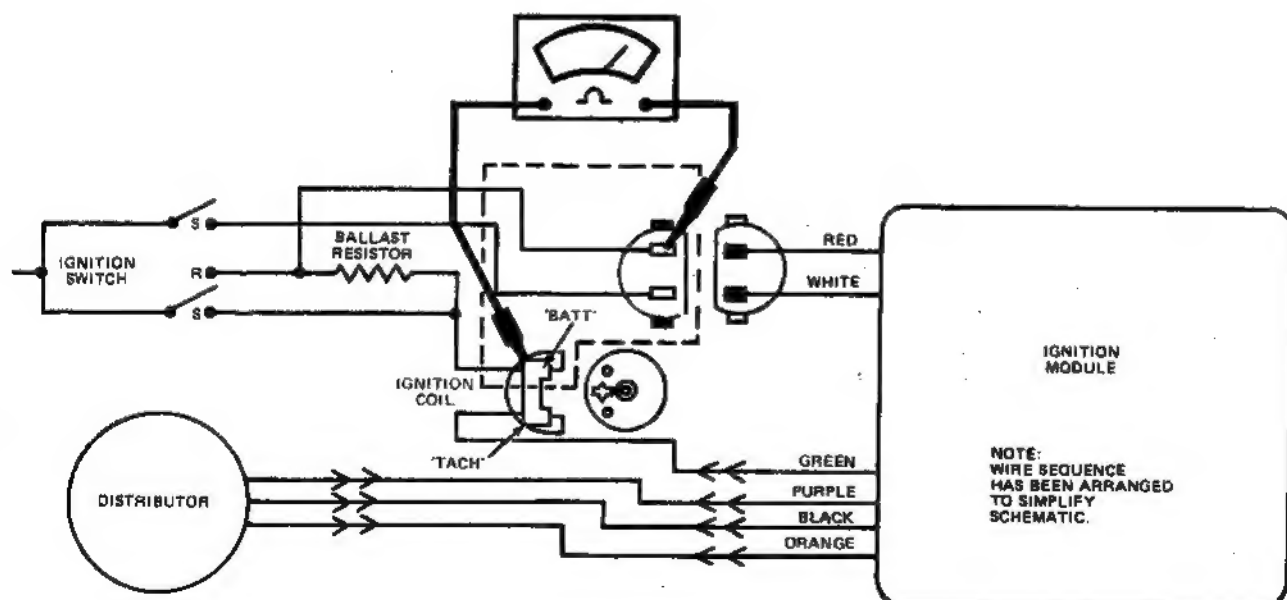 Ω
S
IGNITION
SWITCH
R
BALLAST
RESISTOR
S
RED
WHITE
"BATT"
IGNITION
COIL
"TACH"
IGNITION
MODULE
DISTRIBUTOR
GREEN
PURPLE
BLACK
ORANGE
NOTE:
WIRE SEQUENCE
HAS BEEN ARRANGED
TO SIMPLIFY
SCHEMATIC.